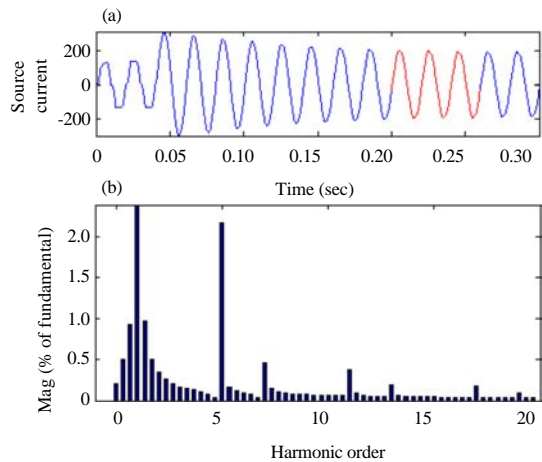 (a)
Source
current
200
0
-200
0 0.05 0.10 0.15 0.20 0.25 0.30
Time (sec)
(b)
Mag (% of fundamental)
2.0
1.5
1.0
0.5
0
0 5 10 15 20
Harmonic order